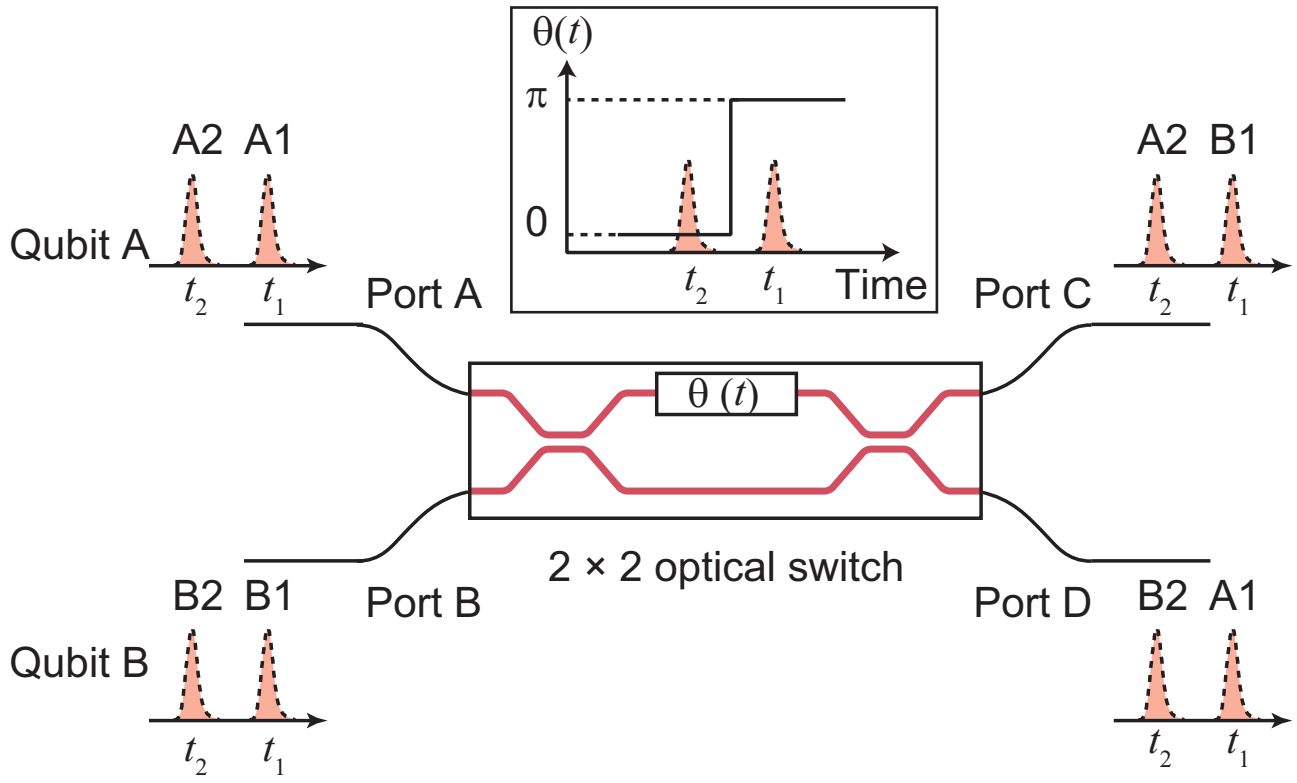 θ(t)
π
0
t2 t1
Time
A2 A1
Qubit A
t2 t1
Port A
A2 B1
t2 t1
Port C
θ (t)
2 × 2 optical switch
B2 B1
Port B
Qubit B
t2 t1
Port D
B2 A1
t2 t1